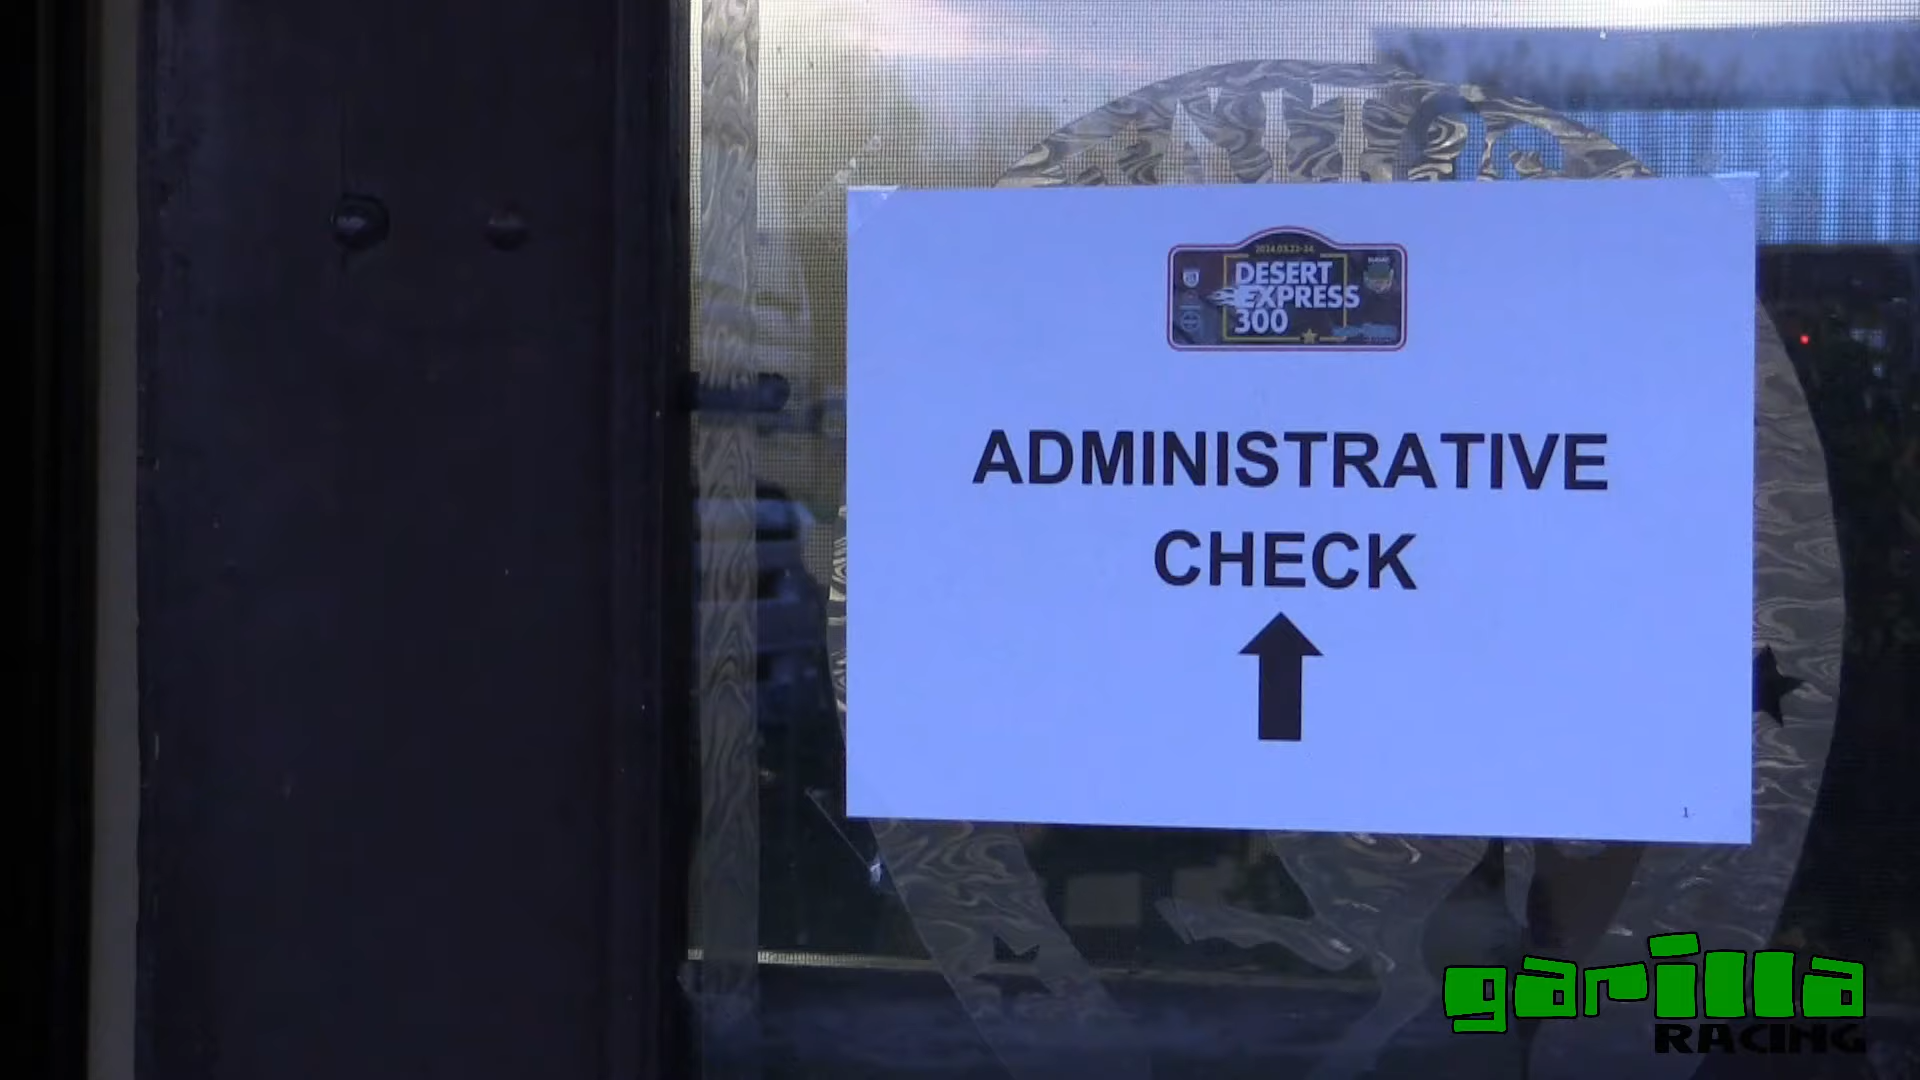 DESERT
EXPRESS
300
ADMINISTRATIVE
CHECK
1
garilla
RACING